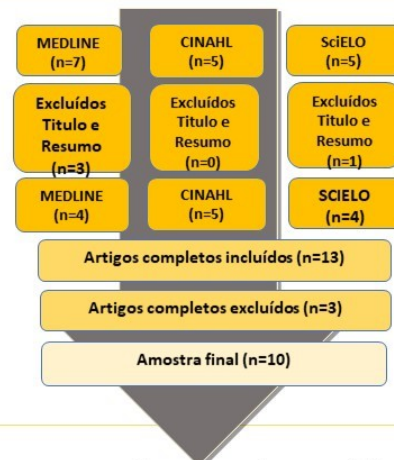 MEDLINE
(n=7)
CINAHL
(n=5)
SciELO
(n=5)
Excluídos
Titulo e
Resumo
(n=3)
Excluídos
Titulo e
Resumo
(n=0)
Excluídos
Titulo e
Resumo
(n=1)
MEDLINE
(n=4)
CINAHL
(n=5)
SCIELO
(n=4)
Artigos completos incluídos (n=13)
Artigos completos excluídos (n=3)
Amostra final (n=10)